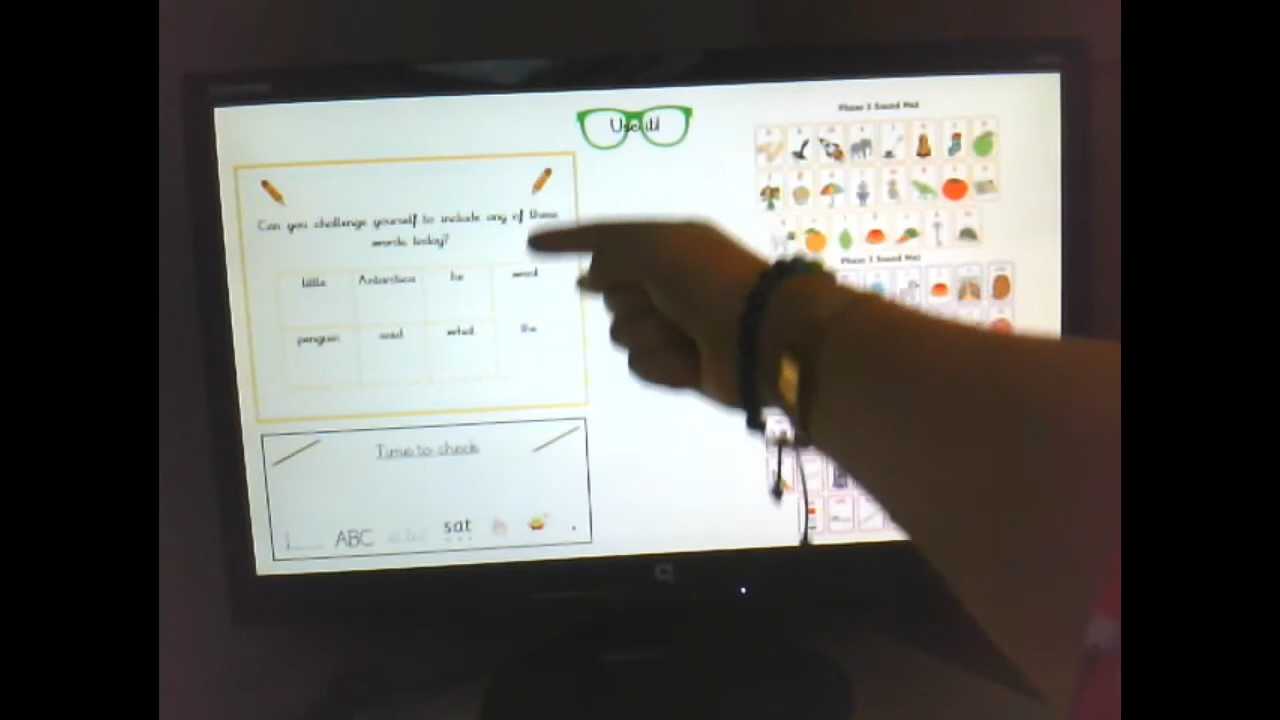 Use it!
Phase 2 Sound Mat
Can you challenge yourself to include any of these
words today?
little Antarctica he
penguin said what the
Phase 3 Sound Mat
Time to check
ABC sat .